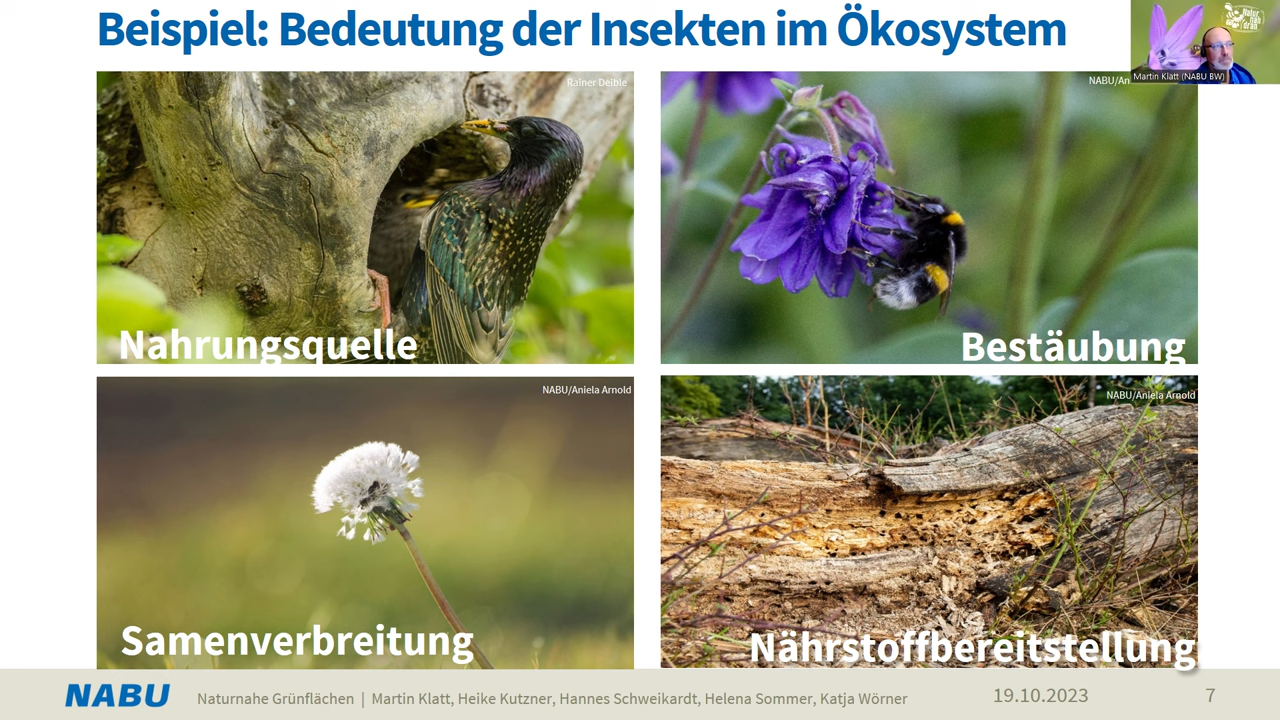 Beispiel: Bedeutung der Insekten im Ökosystem
Martin Klatt (NABU BW)
Rainer Deible
NABU/An
Nahrungsquelle
Bestäubung
NABU/Aniela Arnold
NABU/Aniela Arnold
Samenverbreitung
Nährstoffbereitstellung
NABU
Naturnahe Grünflächen | Martin Klatt, Heike Kutzner, Hannes Schweikardt, Helena Sommer, Katja Wörner
19.10.2023
7